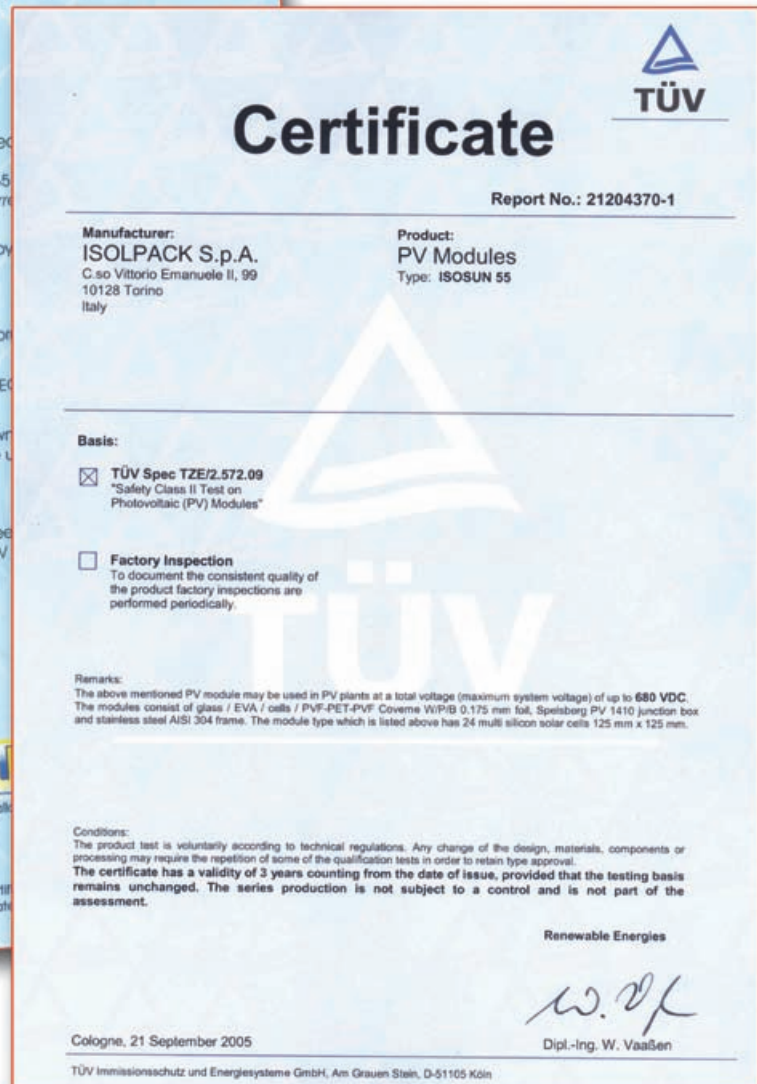 TÜV
Certificate
Report No.: 21204370-1
Manufacturer:
ISOLPACK S.p.A.
C.so Vittorio Emanuele II, 99
10128 Torino
Italy
Product:
PV Modules
Type: ISOSUN 55
Basis:
☒ TÜV Spec TZE/2.572.09
"Safety Class II Test on
Photovoltaic (PV) Modules"
☐ Factory Inspection
To document the consistent quality of
the product factory inspections are
performed periodically.
TÜV
Remarks:
The above mentioned PV module may be used in PV plants at a total voltage (maximum system voltage) of up to 680 VDC.
The modules consist of glass / EVA / cells / PVF-PET-PVF Coveme W/P/B 0.175 mm foil, Spelsberg PV 1410 junction box
and stainless steel AISI 304 frame. The module type which is listed above has 24 multi silicon solar cells 125 mm x 125 mm.
Conditions:
The product test is voluntarily according to technical regulations. Any change of the design, materials, components or
processing may require the repetition of some of the qualification tests in order to retain type approval.
The certificate has a validity of 3 years counting from the date of issue, provided that the testing basis
remains unchanged. The series production is not subject to a control and is not part of the
assessment.
Renewable Energies
Cologne, 21 September 2005
Dipl.-Ing. W. Vaaßen
TÜV Immissionsschutz und Energiesysteme GmbH, Am Grauen Stein, D-51105 Köln